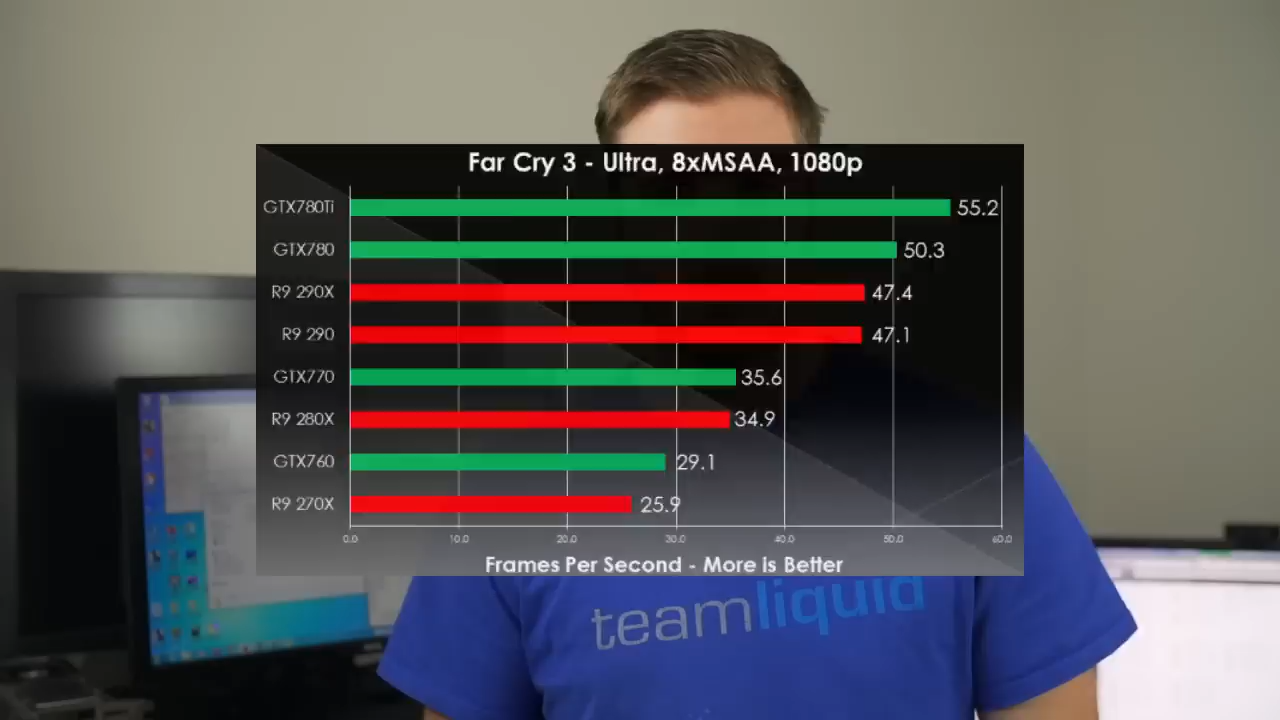 Far Cry 3 - Ultra, 8xMSAA, 1080p
GTX780Ti 55.2
GTX780 50.3
R9 290X 47.4
R9 290 47.1
GTX770 35.6
R9 280X 34.9
GTX760 29.1
R9 270X 25.9
0.0 10.0 20.0 30.0 40.0 50.0 60.0
Frames Per Second - More is Better
teamliquid